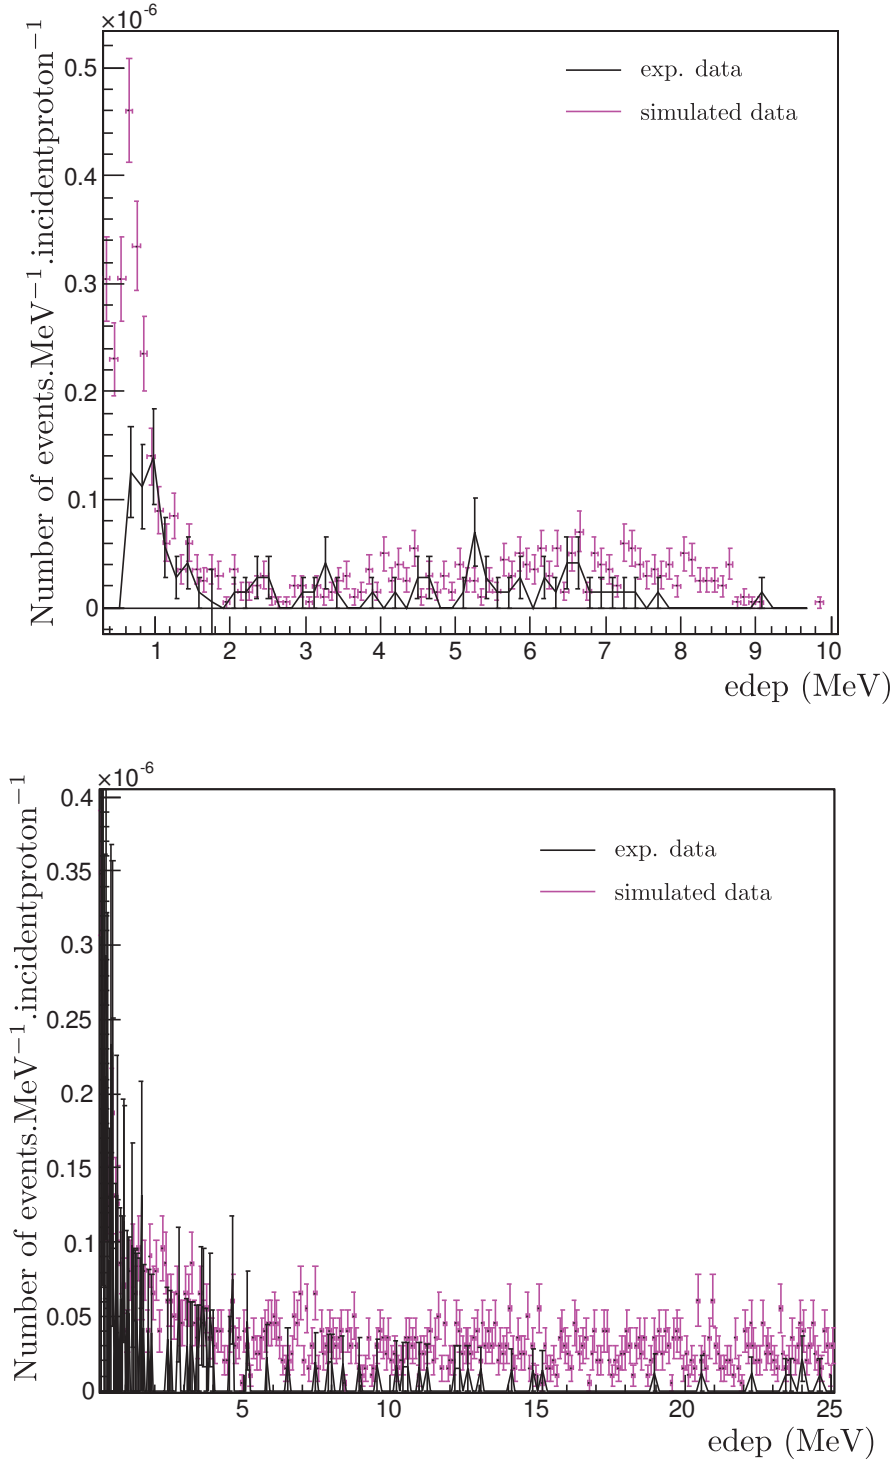 ×10-6
Number of events.MeV−1.incidentproton−1
0.5
0.4
0.3
0.2
0.1
0
exp. data
simulated data
1 2 3 4 5 6 7 8 9 10
edep (MeV)
×10-6
Number of events.MeV−1.incidentproton−1
0.4
0.35
0.3
0.25
0.2
0.15
0.1
0.05
0
exp. data
simulated data
5 10 15 20 25
edep (MeV)